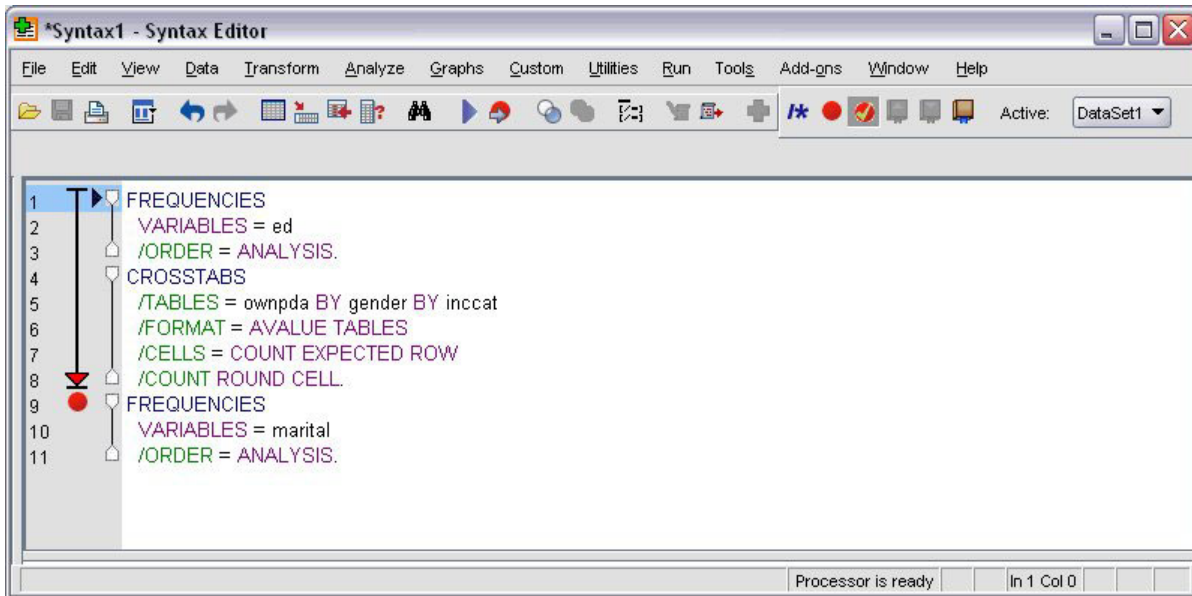 *Syntax1 - Syntax Editor
File Edit View Data Transform Analyze Graphs Custom Utilities Run Tools Add-ons Window Help
/* Active: DataSet1
1 FREQUENCIES
2 VARIABLES = ed
3 /ORDER = ANALYSIS.
4 CROSSTABS
5 /TABLES = ownpda BY gender BY inccat
6 /FORMAT = AVALUE TABLES
7 /CELLS = COUNT EXPECTED ROW
8 /COUNT ROUND CELL.
9 FREQUENCIES
10 VARIABLES = marital
11 /ORDER = ANALYSIS.
Processor is ready In 1 Col 0